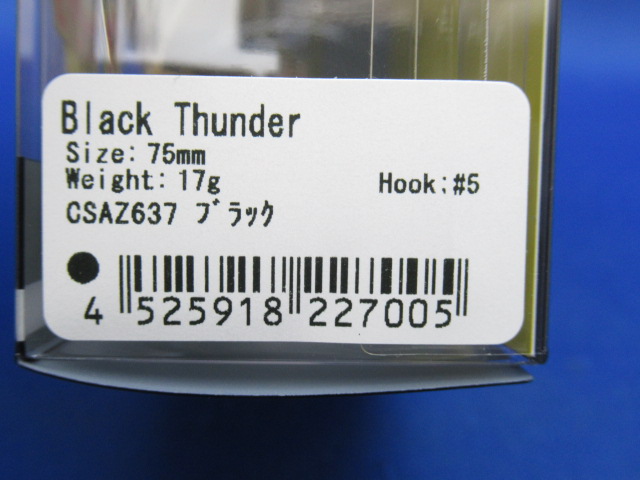 Black Thunder
Size: 75mm
Weight: 17g Hook;#5
CSAZ637 ブラック
4 525918 227005